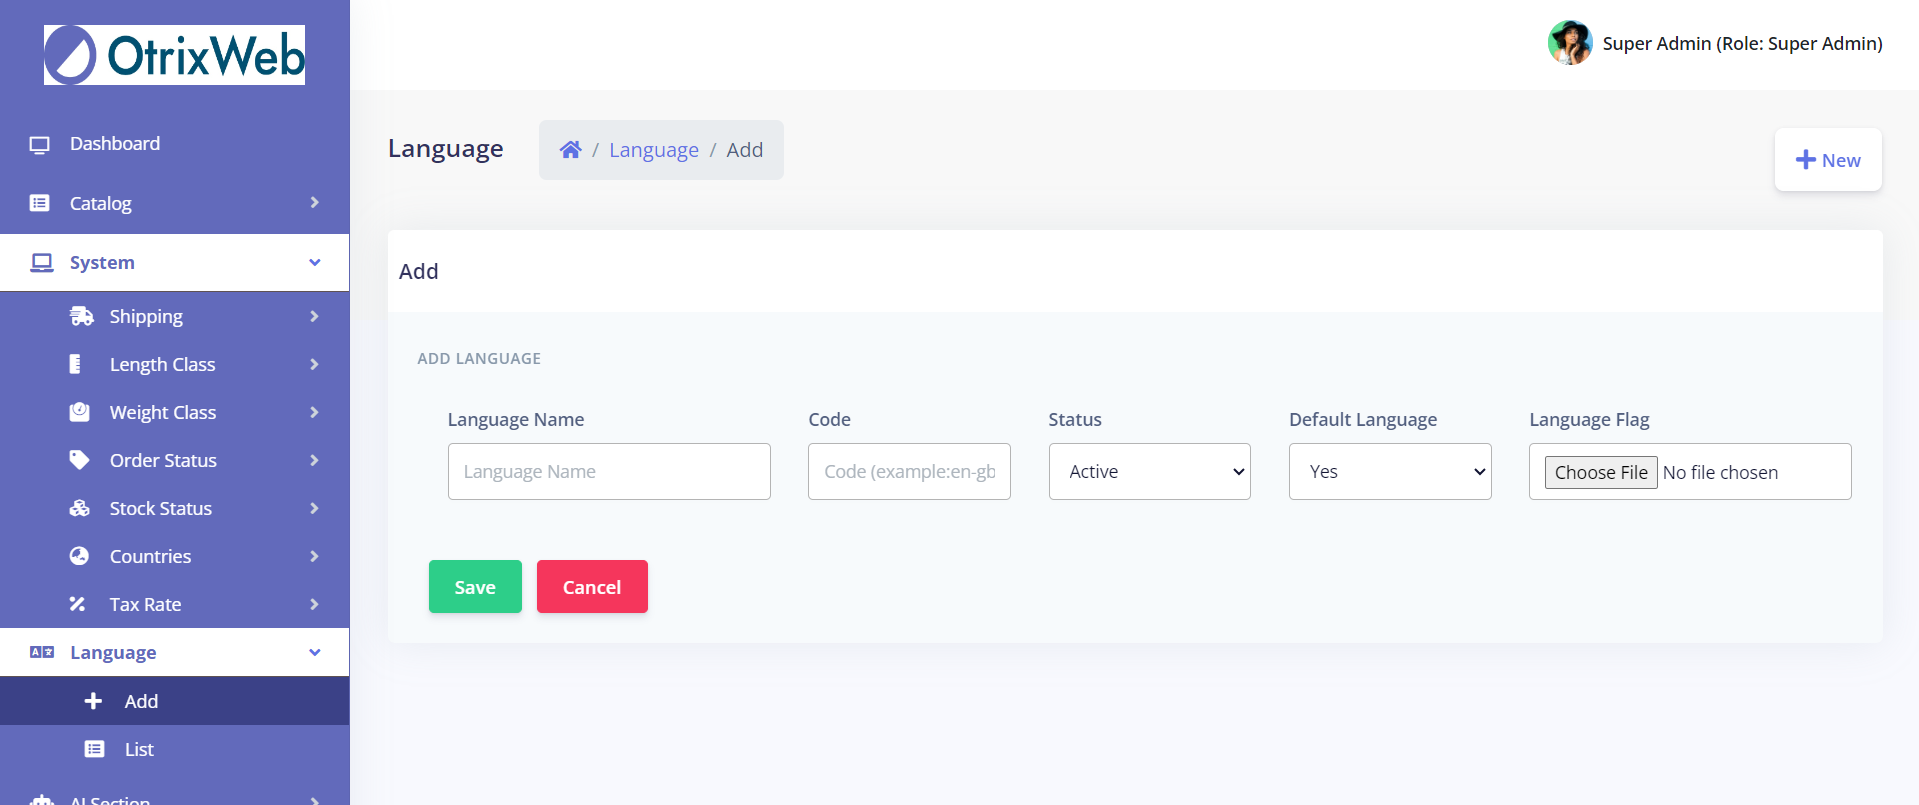 OtrixWeb
Super Admin (Role: Super Admin)
Dashboard
Catalog
System
Shipping
Length Class
Weight Class
Order Status
Stock Status
Countries
Tax Rate
Language
Add
List
AI Section
Language
/ Language / Add
New
Add
ADD LANGUAGE
Language Name
Code
Status
Default Language
Language Flag
Language Name
Code (example:en-gb
Active
Yes
Choose File No file chosen
Save
Cancel